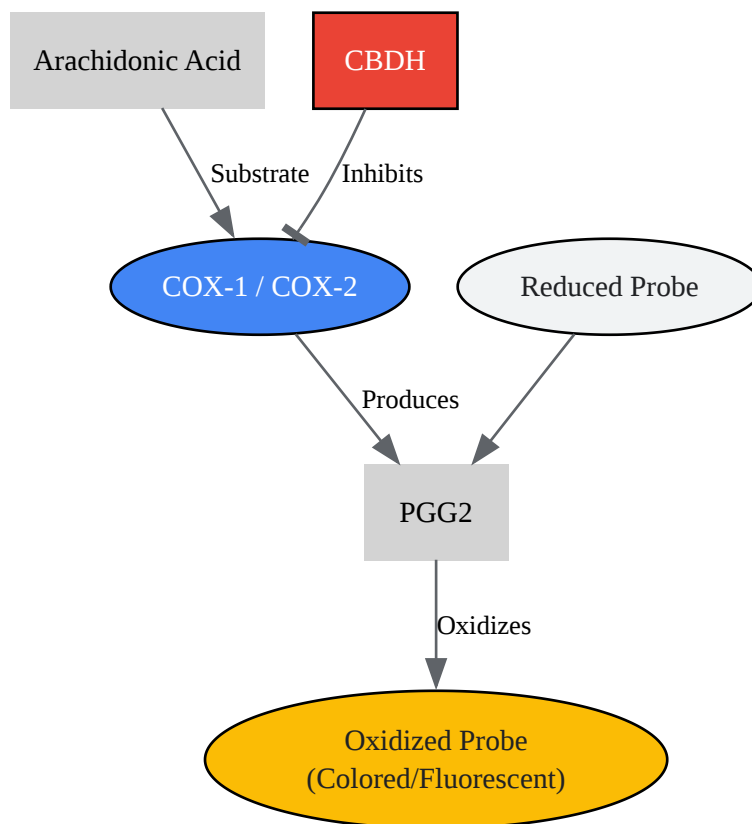 Arachidonic Acid
CBDH
Substrate
Inhibits
COX-1 / COX-2
Reduced Probe
Produces
PGG2
Oxidizes
Oxidized Probe
(Colored/Fluorescent)